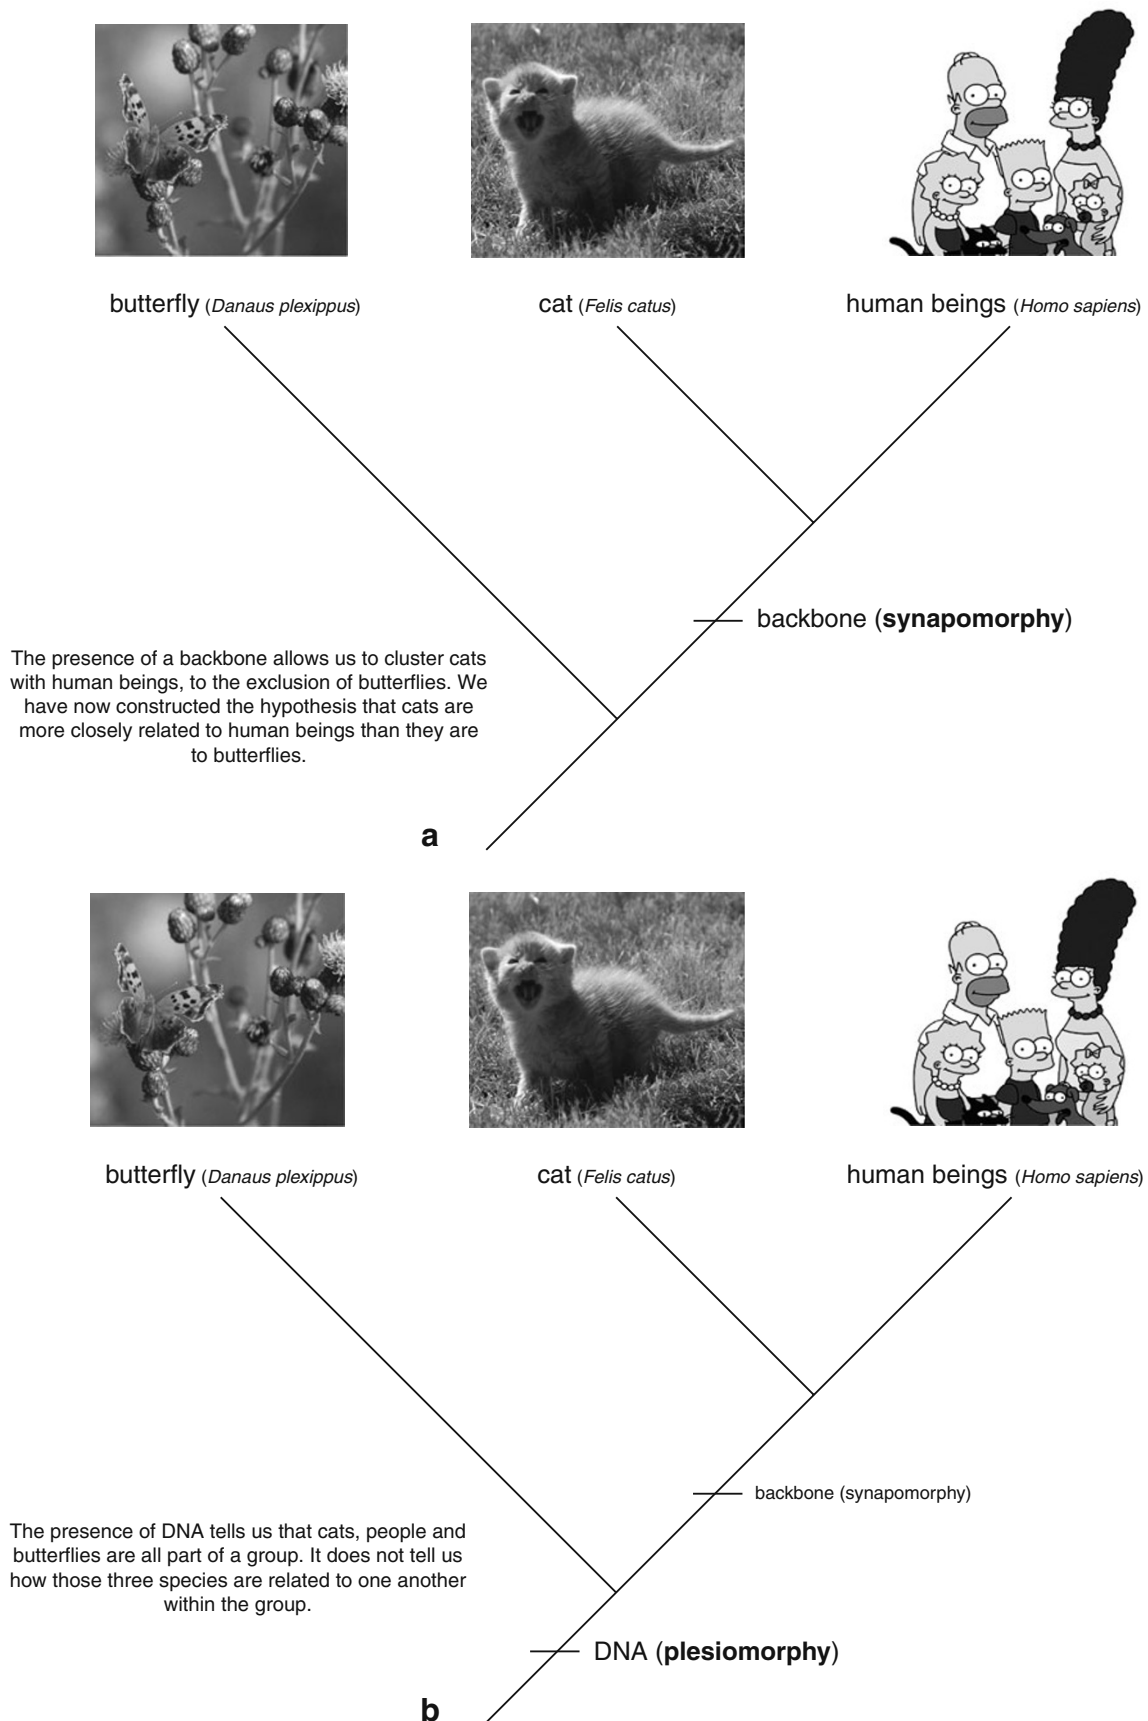 butterfly (Danaus plexippus)
cat (Felis catus)
human beings (Homo sapiens)
backbone (synapomorphy)
The presence of a backbone allows us to cluster cats
with human beings, to the exclusion of butterflies. We
have now constructed the hypothesis that cats are
more closely related to human beings than they are
to butterflies.
a
butterfly (Danaus plexippus)
cat (Felis catus)
human beings (Homo sapiens)
backbone (synapomorphy)
The presence of DNA tells us that cats, people and
butterflies are all part of a group. It does not tell us
how those three species are related to one another
within the group.
DNA (plesiomorphy)
b